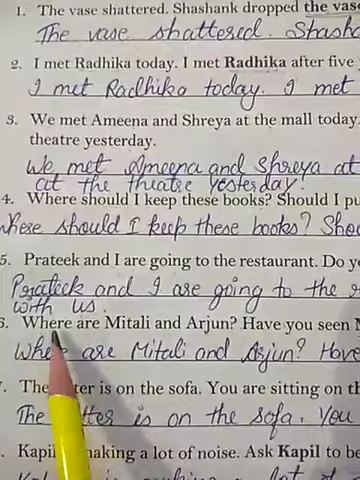 1. The vase shattered. Shashank dropped the vase
The vase shattered. Shasha
2. I met Radhika today. I met Radhika after five
I met Radhika today. I met
3. We met Ameena and Shreya at the mall today.
theatre yesterday.
We met Ameena and Shreya at
at the theatre yesterday.
4. Where should I keep these books? Should I pu
Where should I keep these books? Shou
5. Prateek and I are going to the restaurant. Do yo
Prateek and I are going to the r
with us.
6. Where are Mitali and Arjun? Have you seen M
Where are Mitali and Arjun? Have
7. The ter is on the sofa. You are sitting on th
The tter is on the sofa. You
Kapil making a lot of noise. Ask Kapil to be